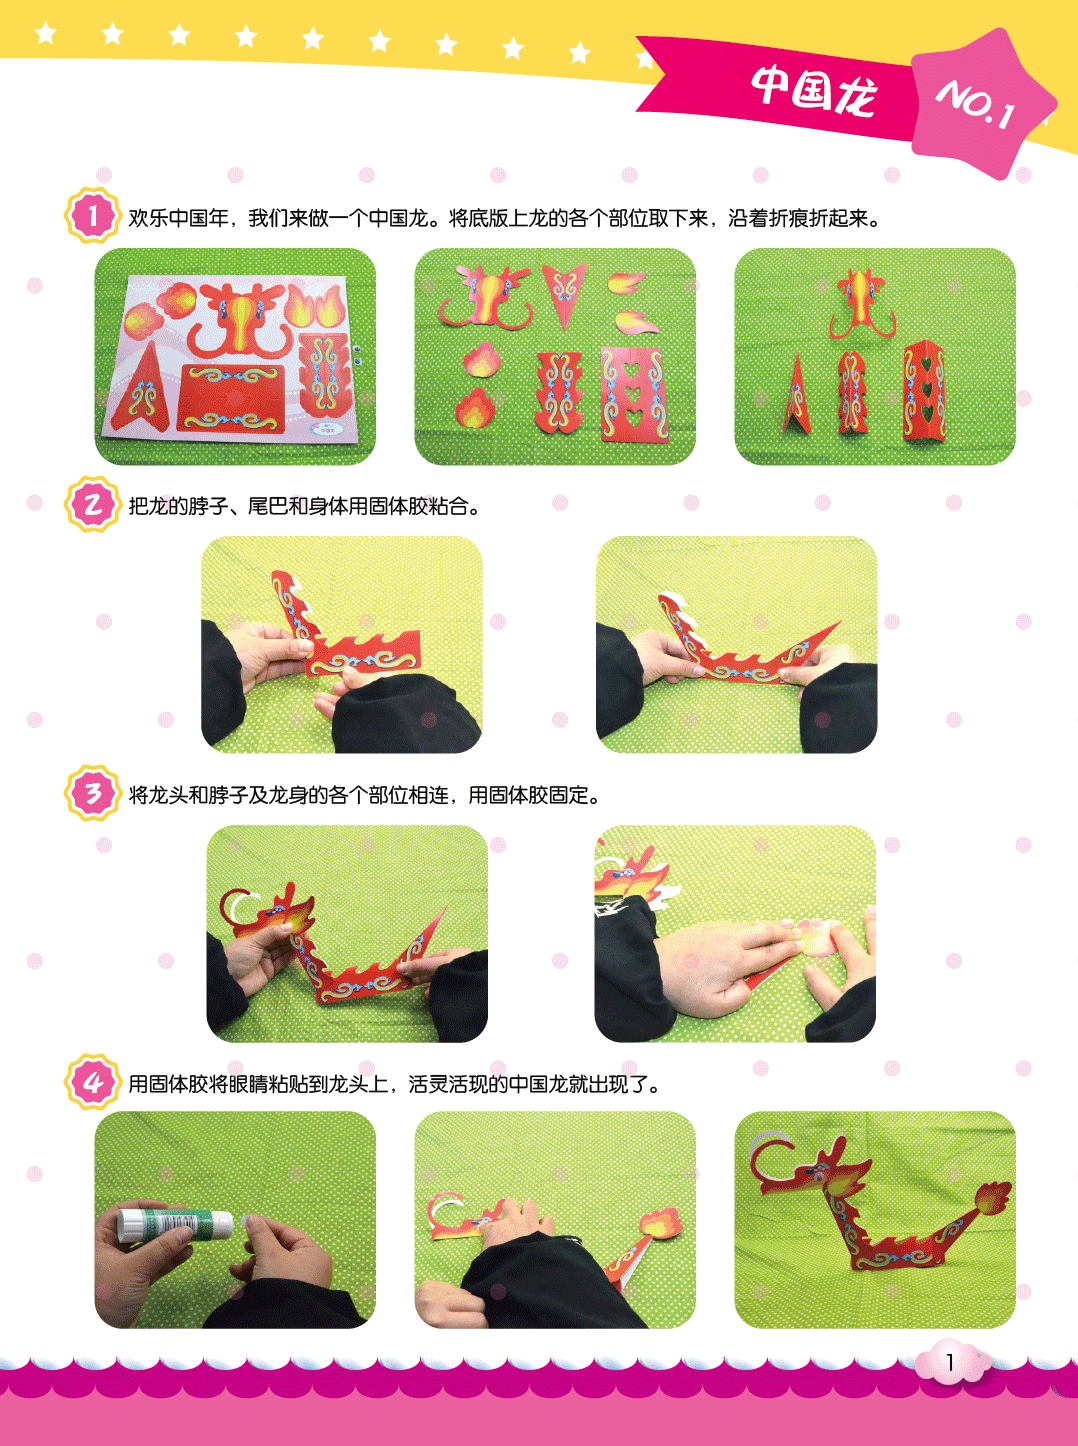 中国龙
NO.1
1
欢乐中国年，我们来做一个中国龙。将底版上龙的各个部位取下来，沿着折痕折起来。
2
把龙的脖子、尾巴和身体用固体胶粘合。
3
将龙头和脖子及龙身的各个部位相连，用固体胶固定。
4
用固体胶将眼睛粘贴到龙头上，活灵活现的中国龙就出现了。
1